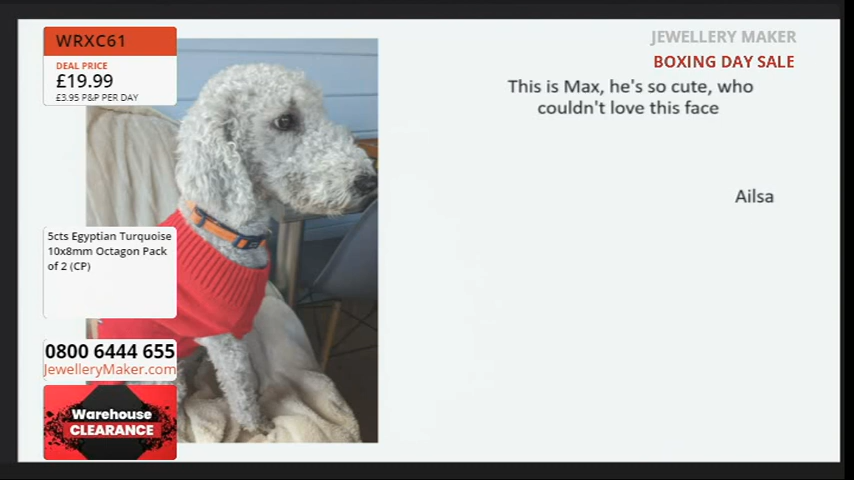 WRXC61
DEAL PRICE
£19.99
£3.95 P&P PER DAY
5cts Egyptian Turquoise
10x8mm Octagon Pack
of 2 (CP)
0800 6444 655
JewelleryMaker.com
Warehouse
CLEARANCE
JEWELLERY MAKER
BOXING DAY SALE
This is Max, he's so cute, who
couldn't love this face
Ailsa